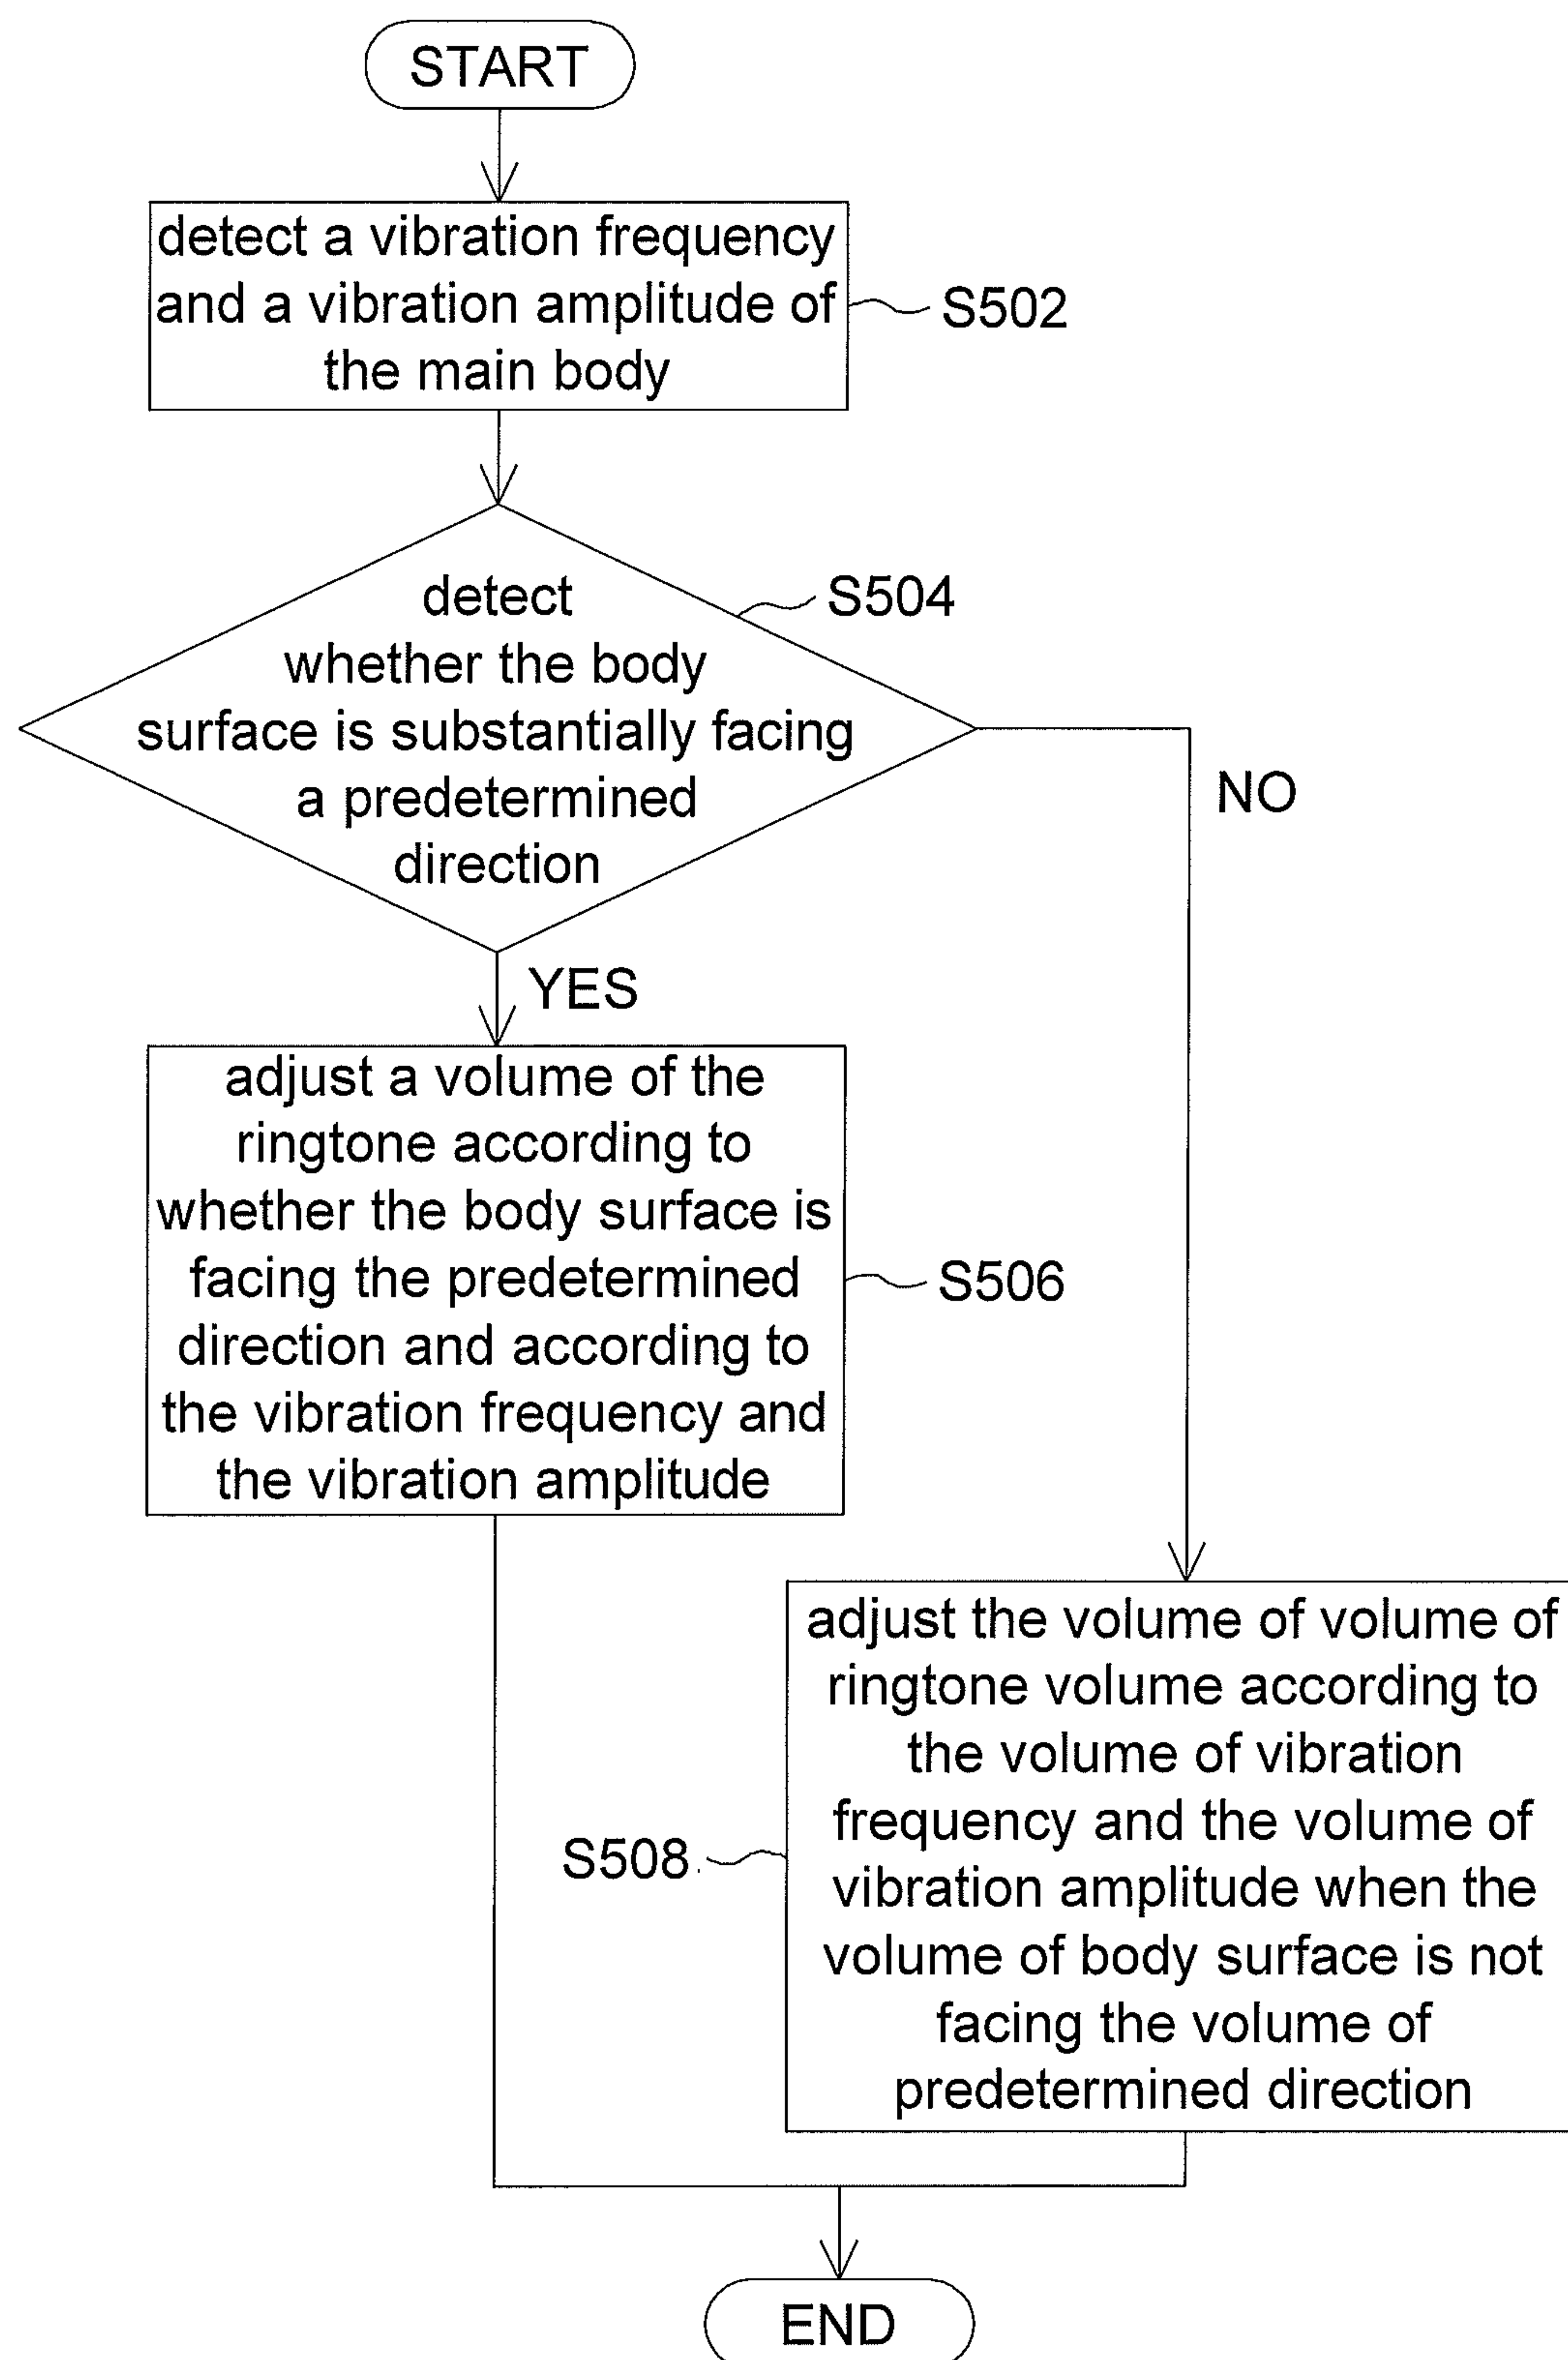 START
detect a vibration frequency
and a vibration amplitude of
the main body
S502
detect
whether the body
surface is substantially facing
a predetermined
direction
S504
NO
YES
adjust a volume of the
ringtone according to
whether the body surface is
facing the predetermined
direction and according to
the vibration frequency and
the vibration amplitude
S506
adjust the volume of volume of
ringtone volume according to
the volume of vibration
frequency and the volume of
vibration amplitude when the
volume of body surface is not
facing the volume of
predetermined direction
S508
END